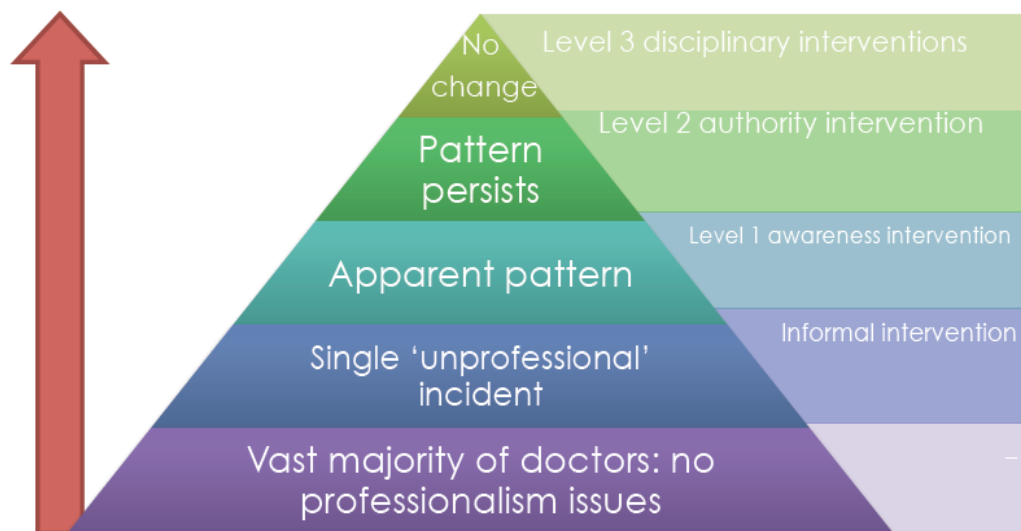 No
change
Level 3 disciplinary interventions
Pattern
persists
Level 2 authority intervention
Apparent pattern
Level 1 awareness intervention
Single ‘unprofessional’
incident
Informal intervention
Vast majority of doctors: no
professionalism issues
–